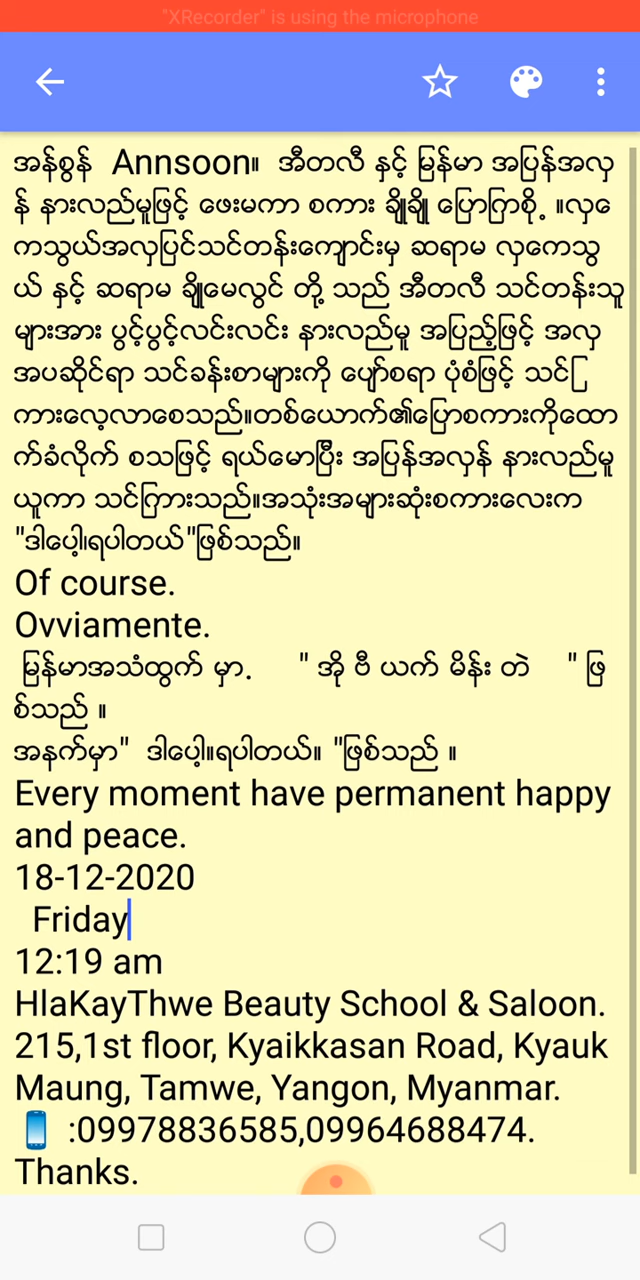 "XRecorder" is using the microphone
အန်စွန် Annsoon။ အီတလီ နှင့် မြန်မာ အပြန်အလှ
န် နားလည်မှုဖြင့် ဖေးမကာ စကား ချိုချို ပြောကြစို့ ။လှေ
ကေသွယ်အလှပြင်သင်တန်းကျောင်းမှ ဆရာမ လှကေသွ
ယ် နှင့် ဆရာမ ချိုမေလွင် တို့ သည် အီတလီ သင်တန်းသူ
များအား ပွင့်ပွင့်လင်းလင်း နားလည်မူ အပြည့်ဖြင့် အလှ
အပဆိုင်ရာ သင်ခန်းစာများကို ပျော်စရာ ပုံစံဖြင့် သင်ြ
ကားလေ့လာစေသည်။တစ်ယောက်၏ပြောစကားကိုထော
က်ခံလိုက် စသဖြင့် ရယ်မောပြီး အပြန်အလှန် နားလည်မူ
ယူကာ သင်ကြားသည်။အသုံးအများဆုံးစကားလေးက
"ဒါပေါ့၊ရပါတယ်"ဖြစ်သည်။
Of course.
Ovviamente.
မြန်မာအသံထွက် မှာ. " အို ဗီ ယက် မိန်း တဲ " ဖြ
စ်သည် ။
အနက်မှာ" ဒါပေါ့။ရပါတယ်။ "ဖြစ်သည် ။
Every moment have permanent happy
and peace.
18-12-2020
Friday
12:19 am
HlaKayThwe Beauty School & Saloon.
215,1st floor, Kyaikkasan Road, Kyauk
Maung, Tamwe, Yangon, Myanmar.
:09978836585,09964688474.
Thanks.